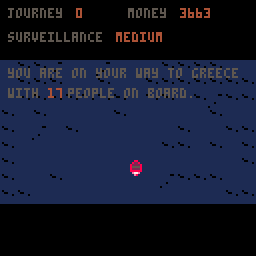 JOURNEY 0 MONEY 3663
SURVEILLANCE MEDIUM
YOU ARE ON YOUR WAY TO GREECE
WITH 17 PEOPLE ON BOARD.